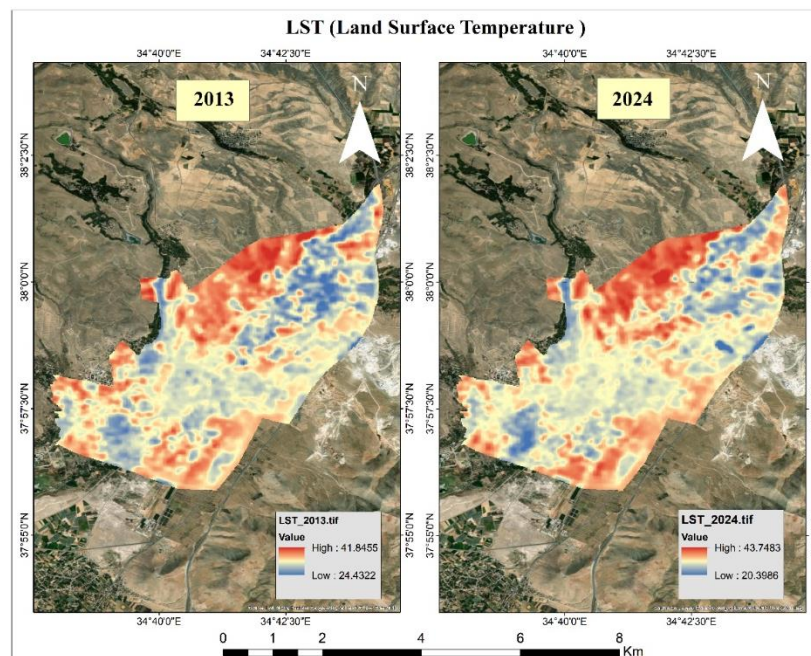 LST (Land Surface Temperature )
34°40'0"E 34°42'30"E 34°40'0"E 34°42'30"E
2013
N
2024
N
38°2'30"N
38°2'30"N
38°0'0"N
38°0'0"N
37°57'30"N
37°57'30"N
37°55'0"N
37°55'0"N
LST_2013.tif
Value
High : 41.8455
Low : 24.4322
LST_2024.tif
Value
High : 43.7483
Low : 20.3986
34°40'0"E 34°42'30"E 34°40'0"E 34°42'30"E
0 1 2 4 6 8
Km